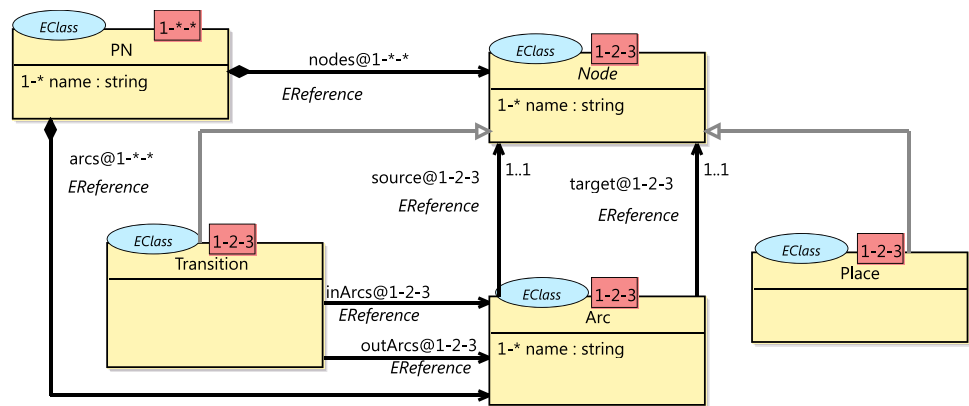 EClass
1-*-*
PN
1-* name : string
nodes@1-*-*
EReference
EClass
1-2-3
Node
1-* name : string
arcs@1-*-*
EReference
source@1-2-3
EReference
1..1
target@1-2-3
EReference
1..1
EClass
1-2-3
Transition
inArcs@1-2-3
EReference
outArcs@1-2-3
EReference
EClass
1-2-3
Arc
1-* name : string
EClass
1-2-3
Place